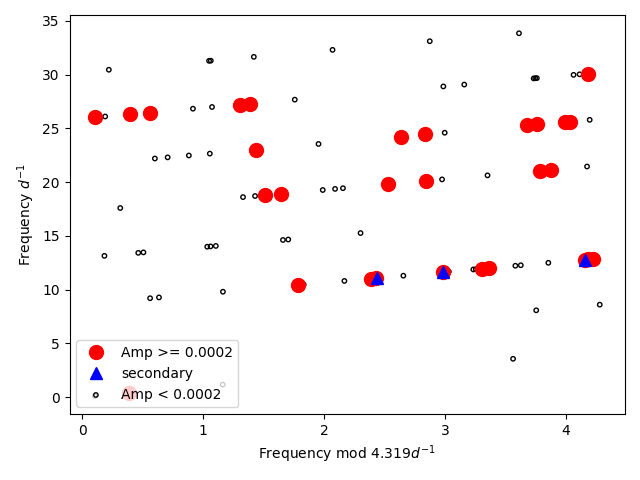 35
30
25
20
15
10
5
0
Frequency $d^{-1}$
Amp >= 0.0002
secondary
Amp < 0.0002
0 1 2 3 4
Frequency mod 4.319$d^{-1}$